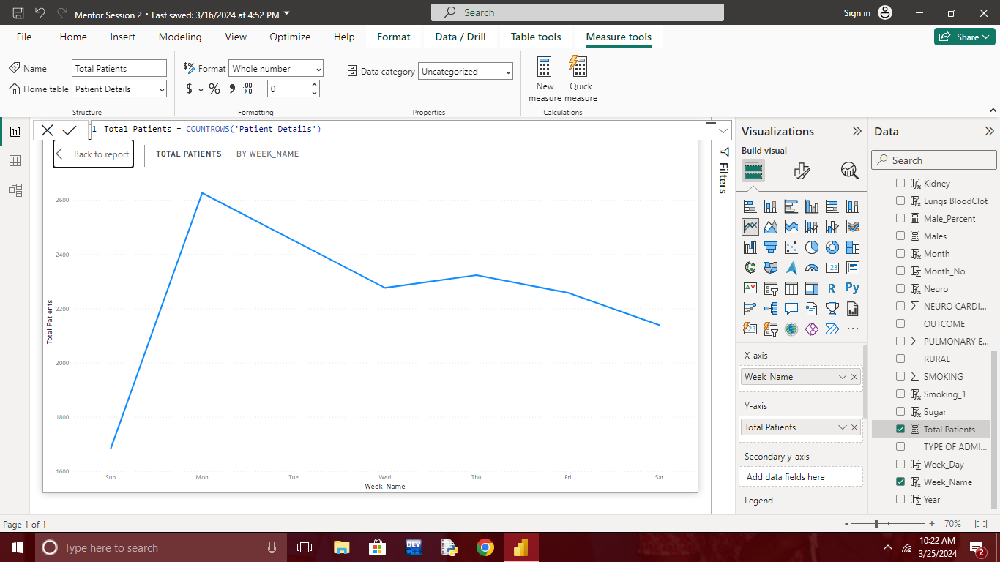 Mentor Session 2 • Last saved: 3/16/2024 at 4:52 PM
Search
Sign in
File Home Insert Modeling View Optimize Help Format Data / Drill Table tools Measure tools
Share
Name Total Patients
Home table Patient Details
Structure
Format Whole number
$ % 9 .00 0
Formatting
Data category Uncategorized
Properties
New measure
Quick measure
Calculations
1 Total Patients = COUNTROWS('Patient Details')
Back to report
TOTAL PATIENTS BY WEEK_NAME
2600
2400
2200
2000
1800
1600
Total Patients
Sun Mon Tue Wed Thu Fri Sat
Week_Name
Filters
Visualizations
Build visual
123
R Py
123
...
X-axis
Week_Name
Y-axis
Total Patients
Secondary y-axis
Add data fields here
Legend
Data
Search
Kidney
Lungs BloodClot
Male_Percent
Males
Month
Month_No
Neuro
NEURO CARDI...
OUTCOME
PULMONARY E...
RURAL
SMOKING
Smoking_1
Sugar
Total Patients
TYPE OF ADMI...
Week_Day
Week_Name
Year
Page 1 of 1
- + 70%
Type here to search
DEV
10:22 AM
3/25/2024
2